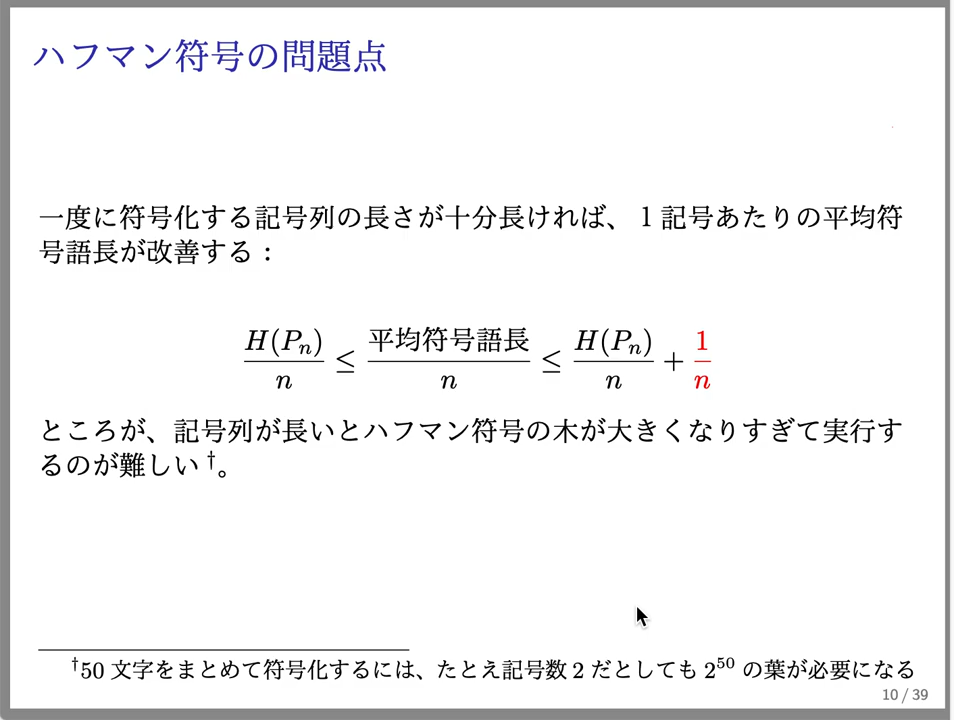 ハフマン符号の問題点
一度に符号化する記号列の長さが十分長ければ、1 記号あたりの平均符
号語長が改善する：
H(Pₙ)/n ≤ 平均符号語長/n ≤ H(Pₙ)/n + 1/n
ところが、記号列が長いとハフマン符号の木が大きくなりすぎて実行す
るのが難しい†。
†50 文字をまとめて符号化するには、たとえ記号数 2 だとしても 2⁵⁰ の葉が必要になる
10 / 39